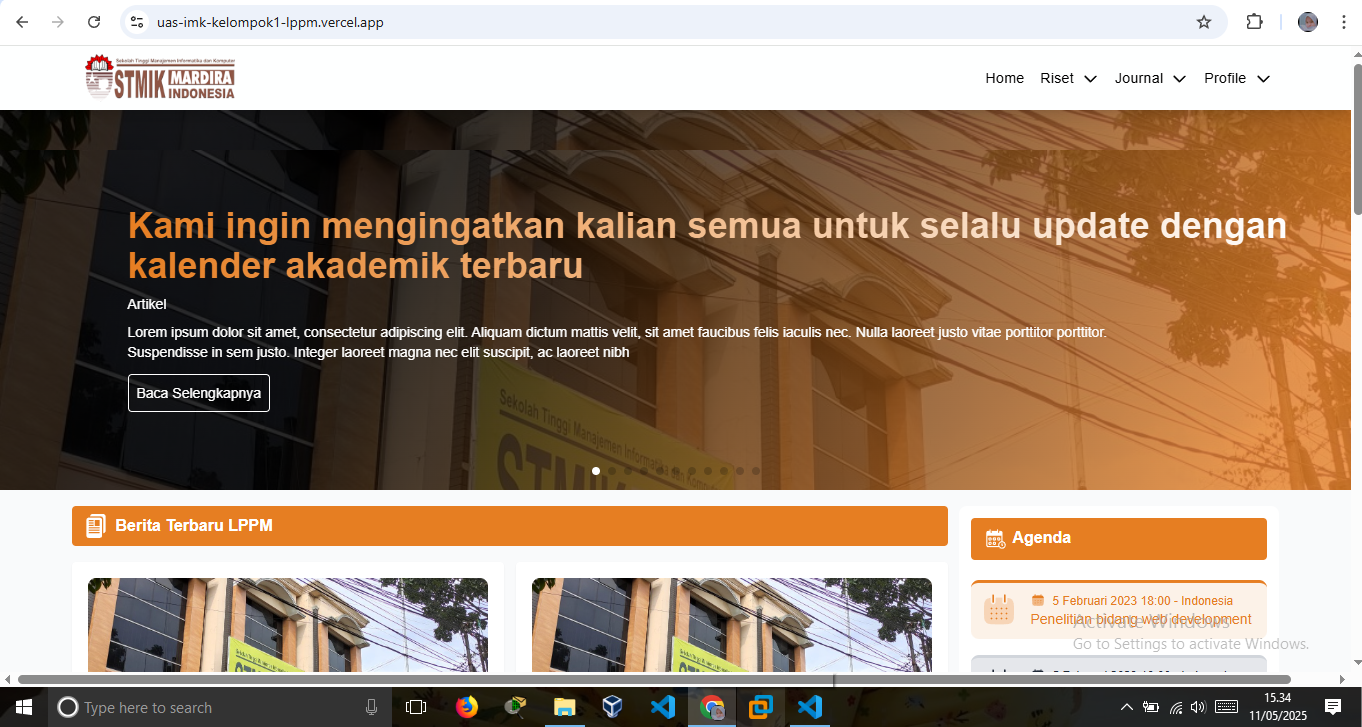 uas-imk-kelompok1-lppm.vercel.app
Sekolah Tinggi Manajemen Informatika dan Komputer
STMIK MARDIRA
INDONESIA
Home Riset Journal Profile
Kami ingin mengingatkan kalian semua untuk selalu update dengan
kalender akademik terbaru
Artikel
Lorem ipsum dolor sit amet, consectetur adipiscing elit. Aliquam dictum mattis velit, sit amet faucibus felis iaculis nec. Nulla laoreet justo vitae porttitor porttitor.
Suspendisse in sem justo. Integer laoreet magna nec elit suscipit, ac laoreet nibh
Baca Selengkapnya
Sekolah Tinggi Manajemen Informatika dan Komputer
STMIK
Berita Terbaru LPPM
Agenda
5 Februari 2023 18:00 - Indonesia
Penelitian bidang web development
Activate Windows
Go to Settings to activate Windows.
Type here to search
15.34
11/05/2025